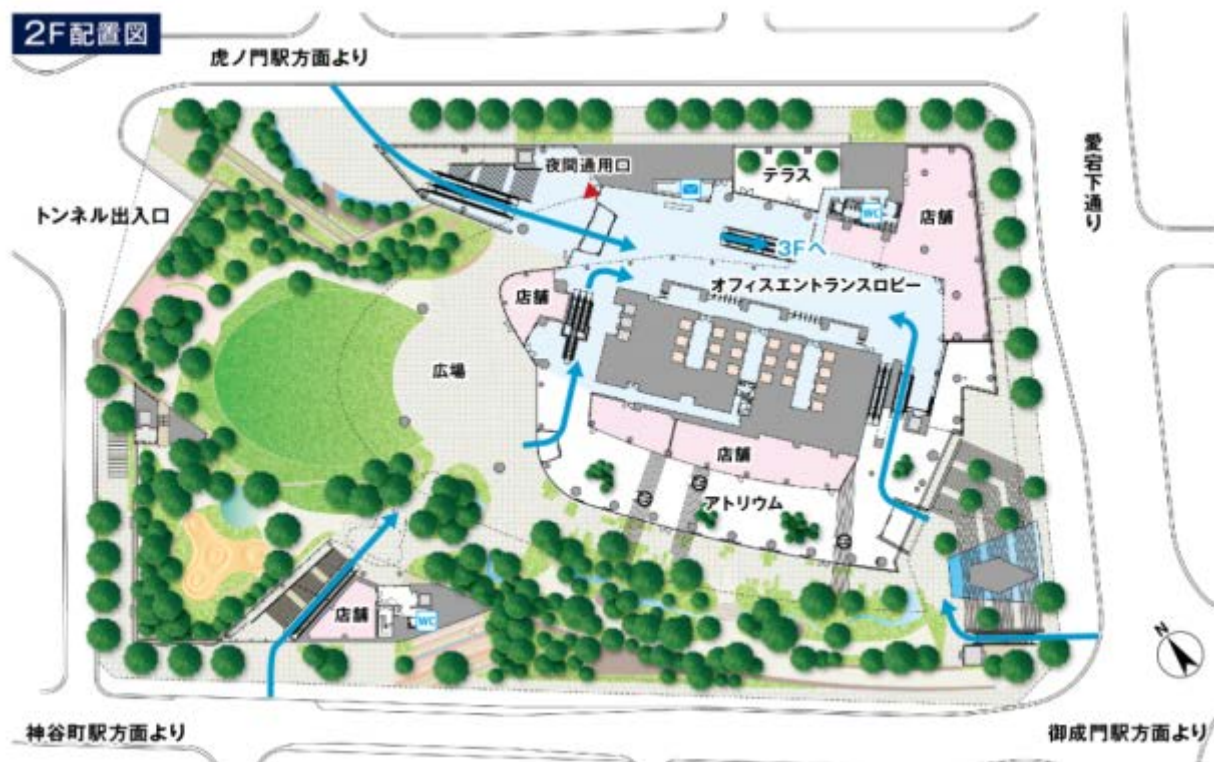 2F配置図
虎ノ門駅方面より
夜間通用口
テラス
愛宕下通り
トンネル出入口
WC
店舗
3Fへ
店舗
オフィスエントランスロビー
広場
店舗
アトリウム
店舗
WC
N
神谷町駅方面より
御成門駅方面より